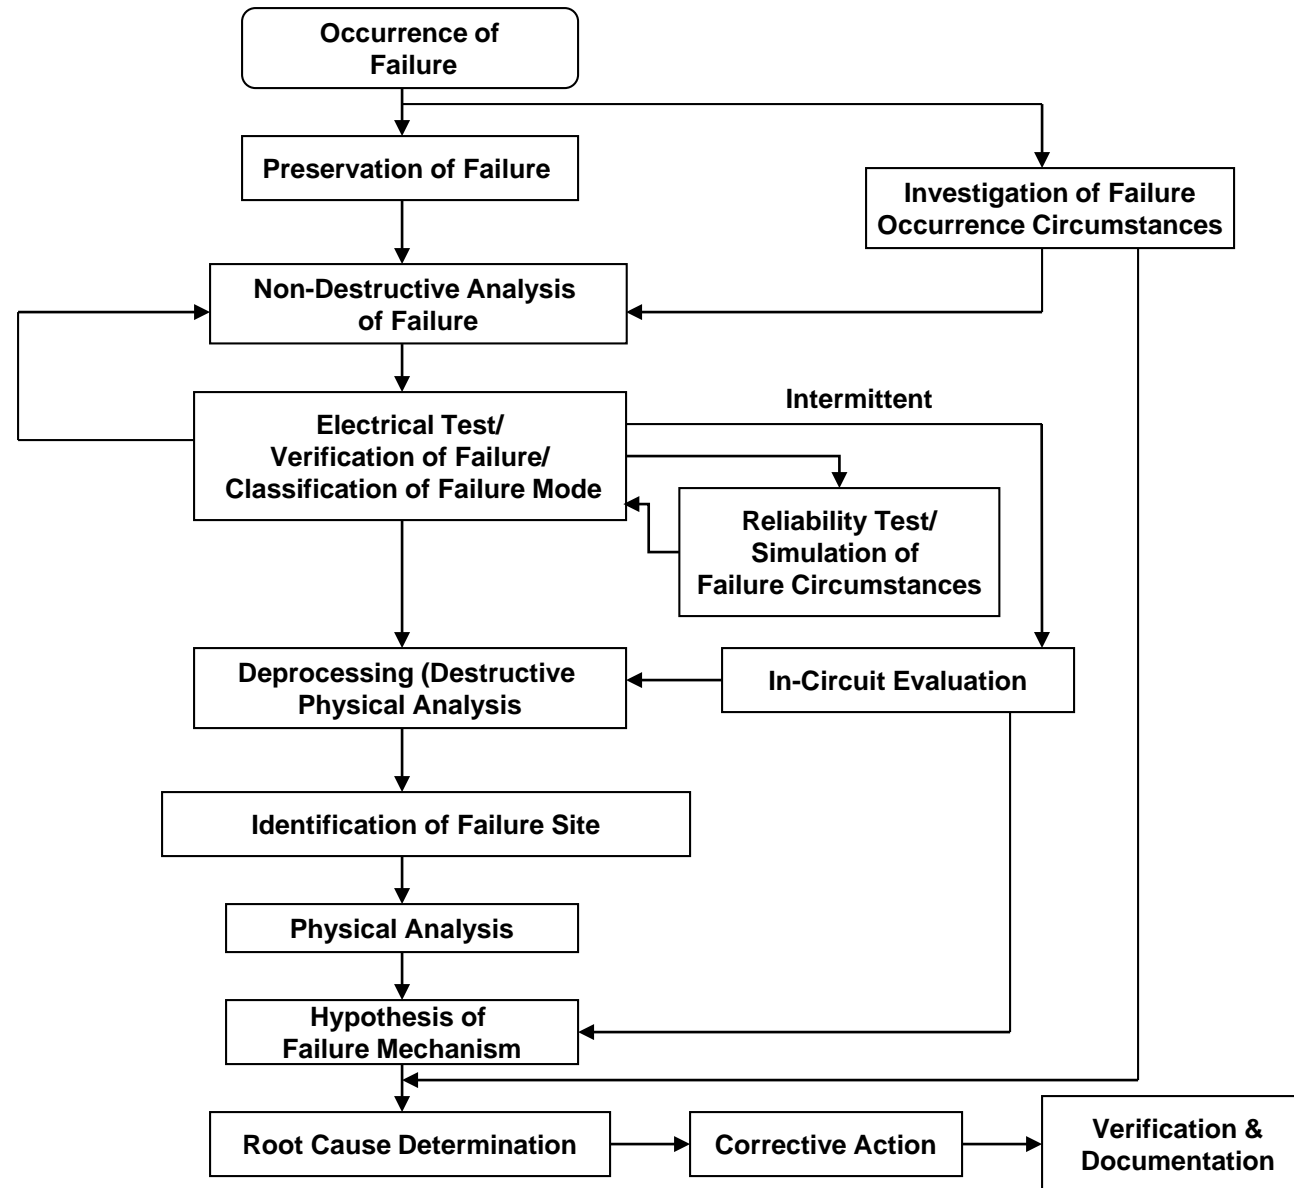 Occurrence of
Failure
Preservation of Failure
Investigation of Failure
Occurrence Circumstances
Non-Destructive Analysis
of Failure
Intermittent
Electrical Test/
Verification of Failure/
Classification of Failure Mode
Reliability Test/
Simulation of
Failure Circumstances
Deprocessing (Destructive
Physical Analysis
In-Circuit Evaluation
Identification of Failure Site
Physical Analysis
Hypothesis of
Failure Mechanism
Root Cause Determination
Corrective Action
Verification &
Documentation